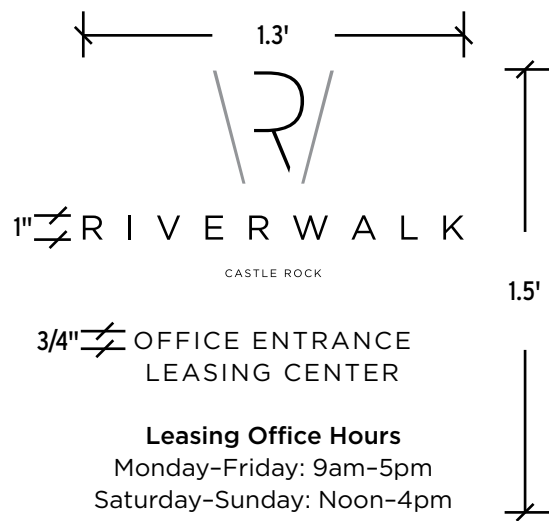 1.3'
R
1" RIVERWALK
CASTLE ROCK
1.5'
3/4" OFFICE ENTRANCE
LEASING CENTER
Leasing Office Hours
Monday–Friday: 9am–5pm
Saturday–Sunday: Noon–4pm